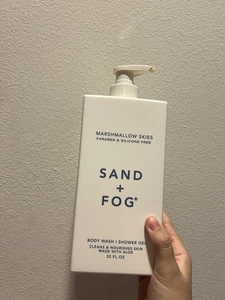 MARSHMALLOW SKIES
PARABEN & SILICONE FREE
SAND
+
FOG®
BODY WASH | SHOWER GEL
CLEANS & NOURISHES SKIN
MADE WITH ALOE
32 FL OZ